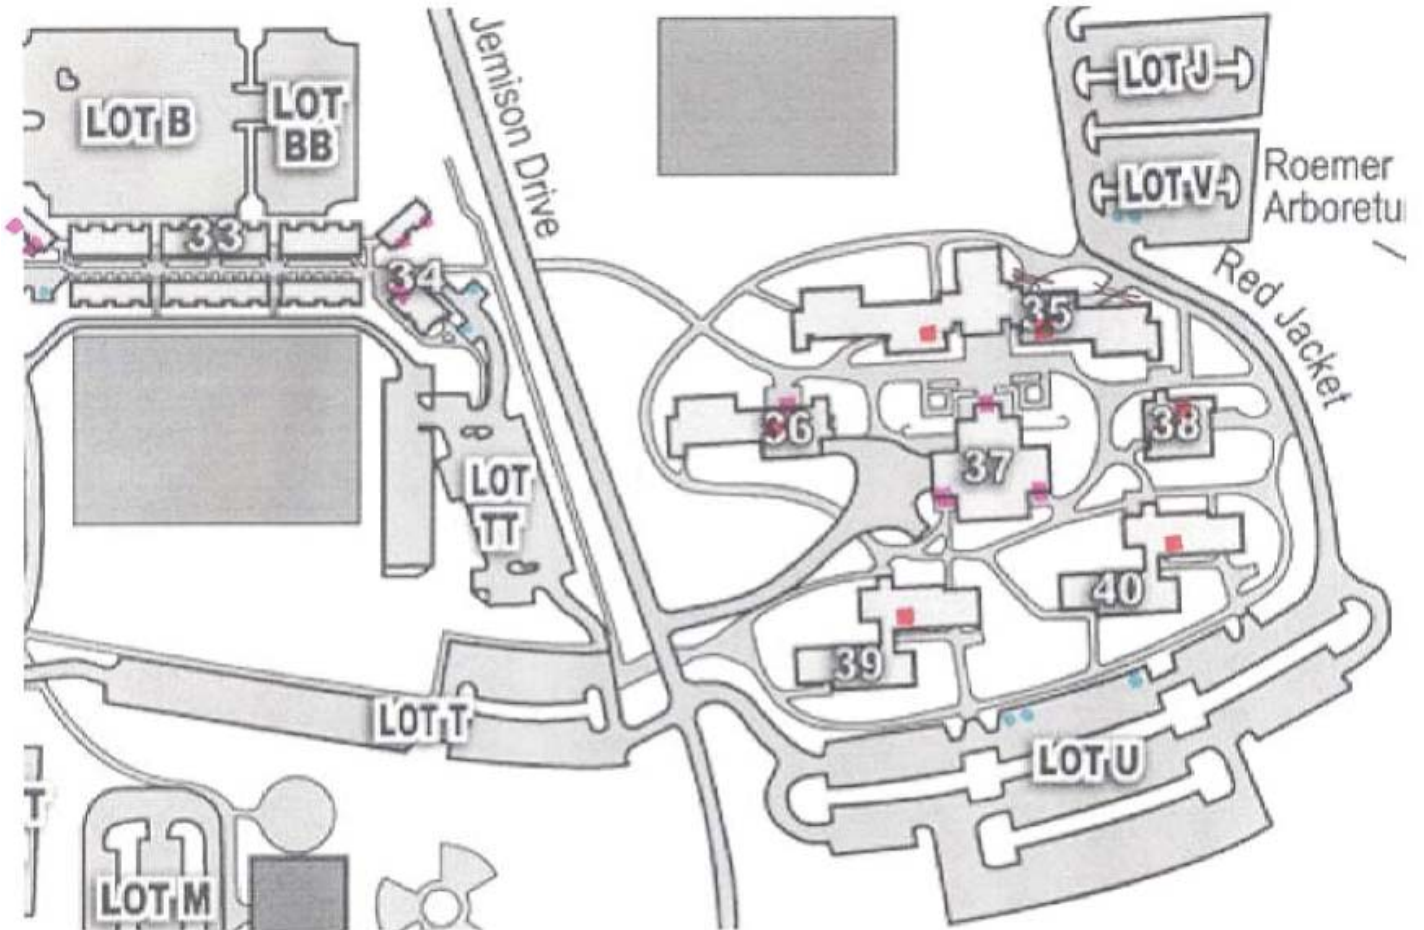 Jemison Drive
LOT B
LOT
BB
LOT J
LOT V
Roemer
Arboretu
Red Jacket
33
34
35
36
37
38
LOT
TT
40
39
LOT T
LOT U
T
LOT M